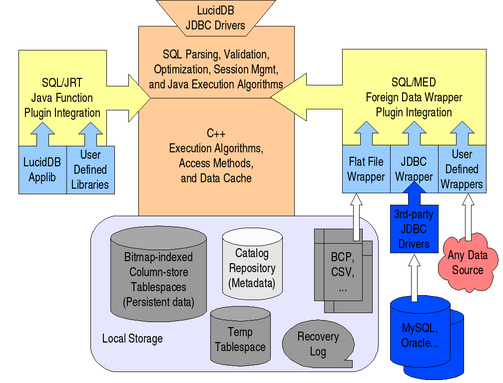 LucidDB
JDBC Drivers
SQL Parsing, Validation,
Optimization, Session Mgmt,
and Java Execution Algorithms
SQL/JRT
Java Function
Plugin Integration
SQL/MED
Foreign Data Wrapper
Plugin Integration
C++
Execution Algorithms,
Access Methods,
and Data Cache
LucidDB
Applib
User
Defined
Libraries
Flat File
Wrapper
JDBC
Wrapper
User
Defined
Wrappers
3rd-party
JDBC
Drivers
Any Data
Source
Bitmap-indexed
Column-store
Tablespaces
(Persistent data)
Catalog
Repository
(Metadata)
BCP,
CSV,
...
Local Storage
Temp
Tablespace
Recovery
Log
MySQL,
Oracle...